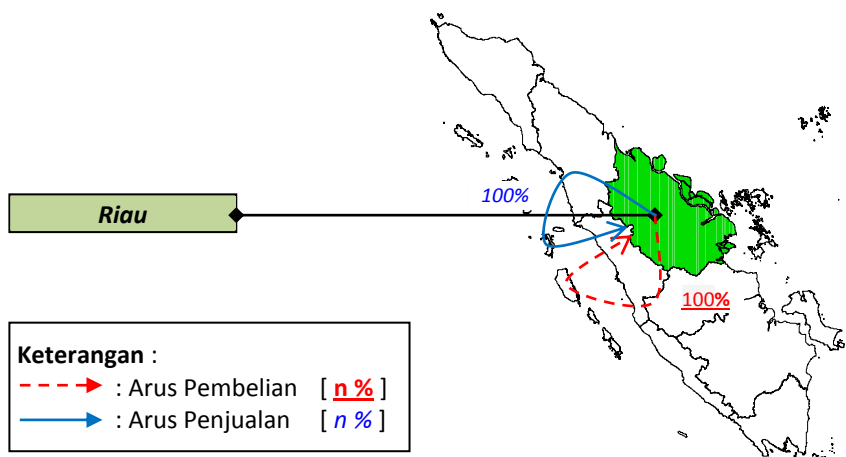 100%
Riau
100%
Keterangan :
: Arus Pembelian [ n % ]
: Arus Penjualan [ n % ]